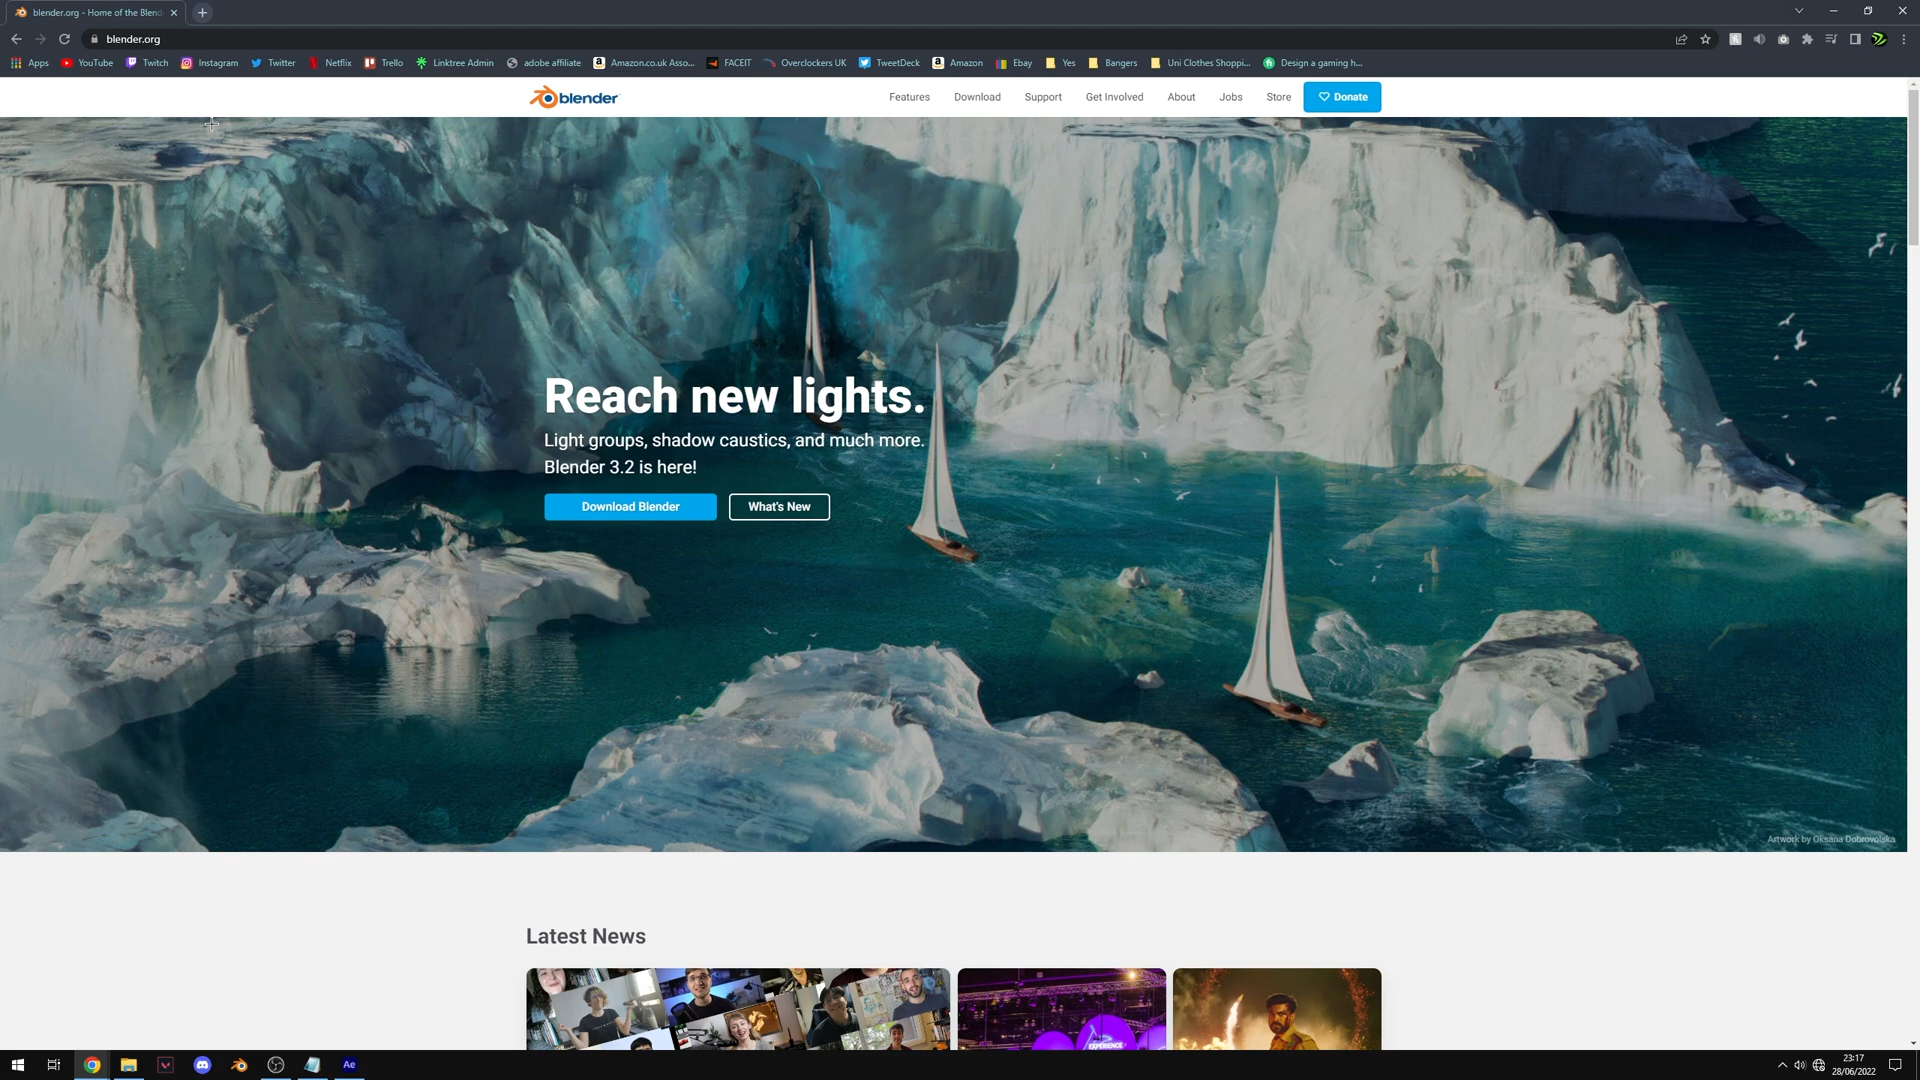 blender.org - Home of the Blend
blender.org
Apps YouTube Twitch Instagram Twitter Netflix Trello Linktree Admin adobe affiliate Amazon.co.uk Asso... FACEIT Overclockers UK TweetDeck Amazon Ebay Yes Bangers Uni Clothes Shoppi... Design a gaming h...
blender Features Download Support Get Involved About Jobs Store Donate
Reach new lights.
Light groups, shadow caustics, and much more.
Blender 3.2 is here!
Download Blender What's New
Artwork by Oksana Dobrovolska
Latest News
EXPERIENCE
Ae
23:17
28/06/2022